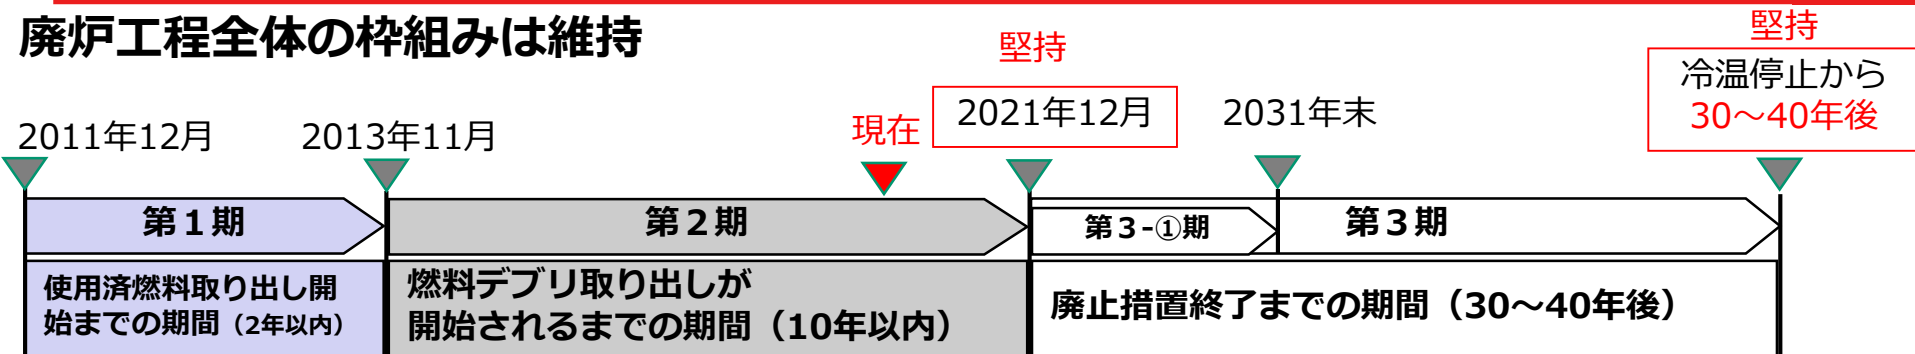 廃炉工程全体の枠組みは維持
堅持
堅持
冷温停止から
30～40年後
2011年12月
2013年11月
現在
2021年12月
2031年末
第１期
第２期
第３-①期
第３期
使用済燃料取り出し開
始までの期間（2年以内）
燃料デブリ取り出しが
開始されるまでの期間（10年以内）
廃止措置終了までの期間（30～40年後）